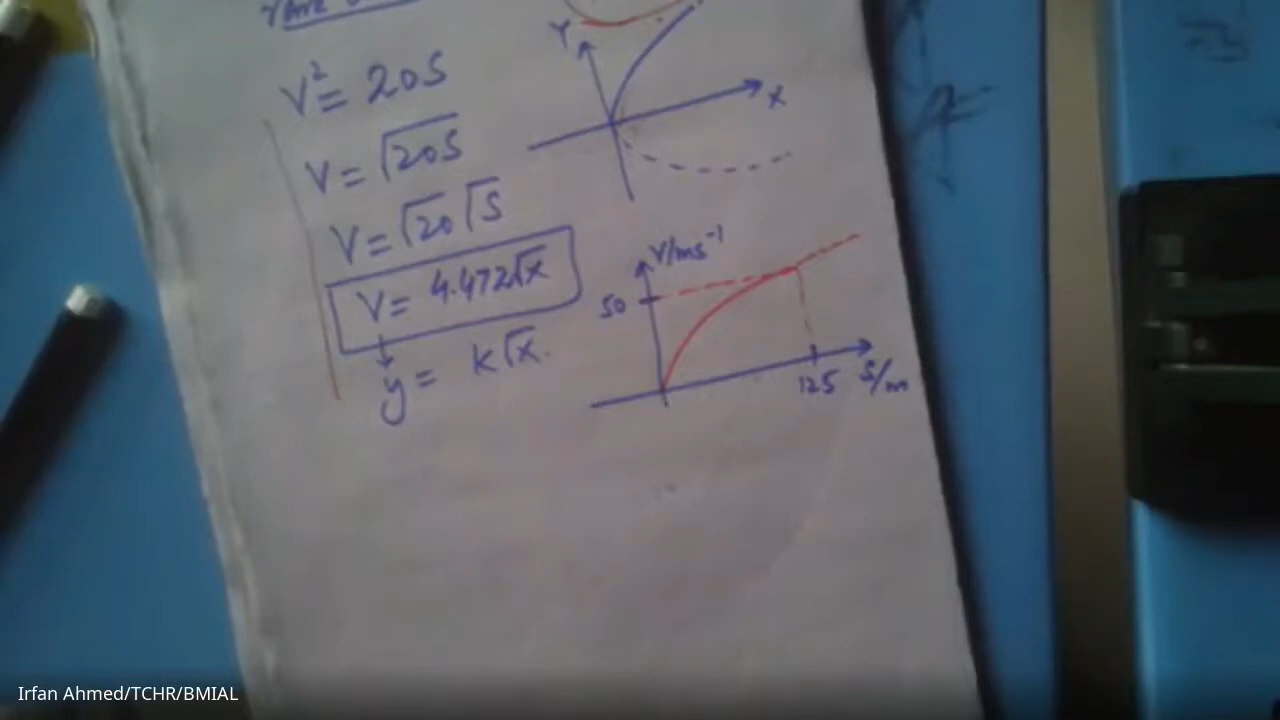 V² = 20S
V = √20S
V = √20 √S
V = 4.472√x
y = k√x.
Y
X
V/ms⁻¹
50
125
S/m
Irfan Ahmed/TCHR/BMIAL